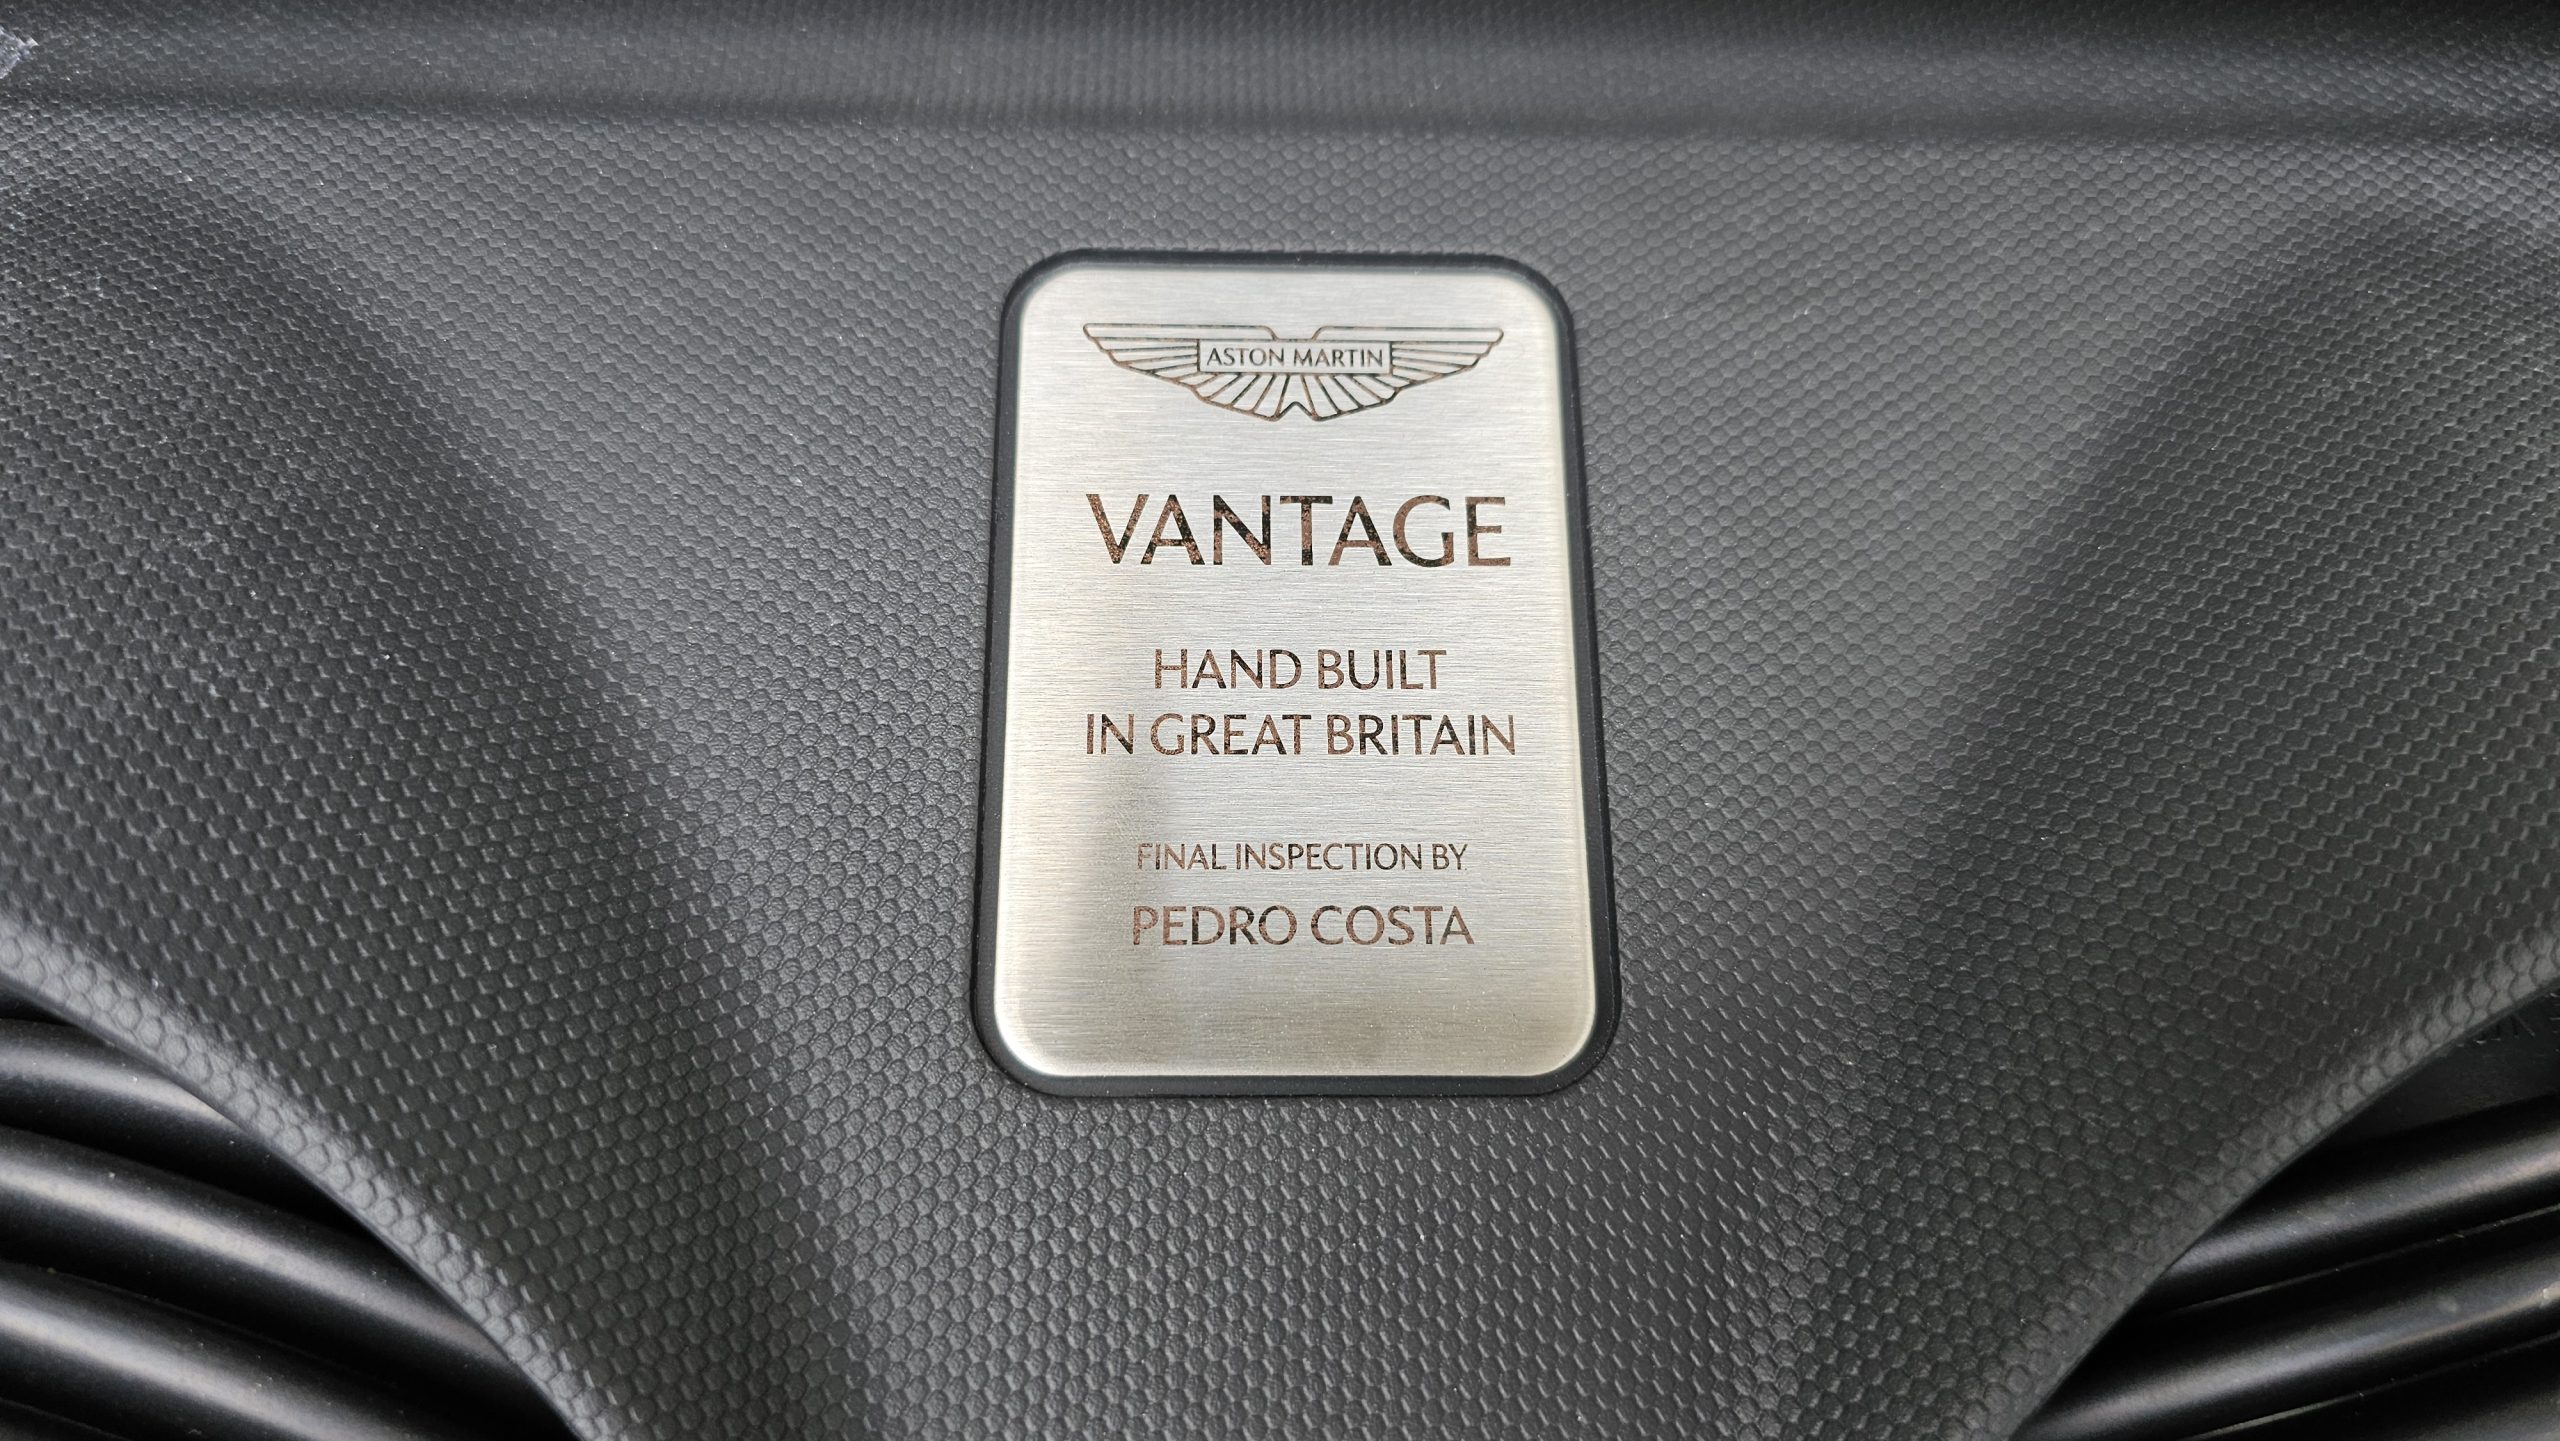 ASTON MARTIN
VANTAGE
HAND BUILT
IN GREAT BRITAIN
FINAL INSPECTION BY
PEDRO COSTA